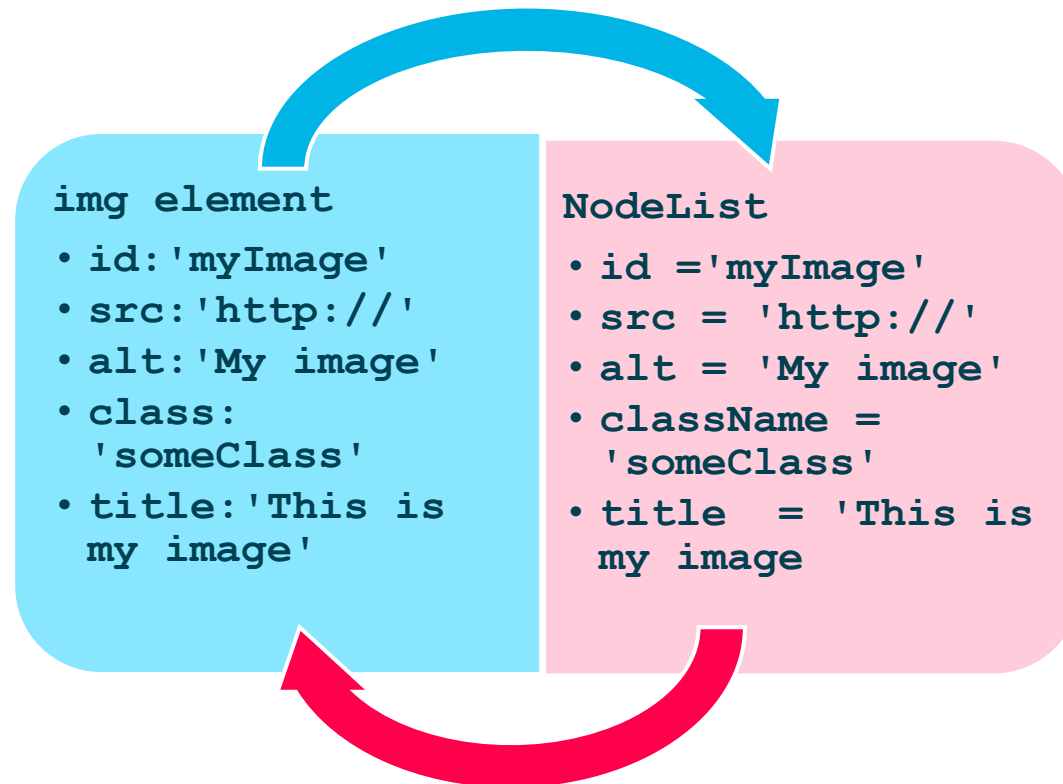 img element
• id:'myImage'
• src:'http://'
• alt:'My image'
• class:
'someClass'
• title:'This is
my image'
NodeList
• id ='myImage'
• src = 'http://'
• alt = 'My image'
• className =
'someClass'
• title  = 'This is
my image